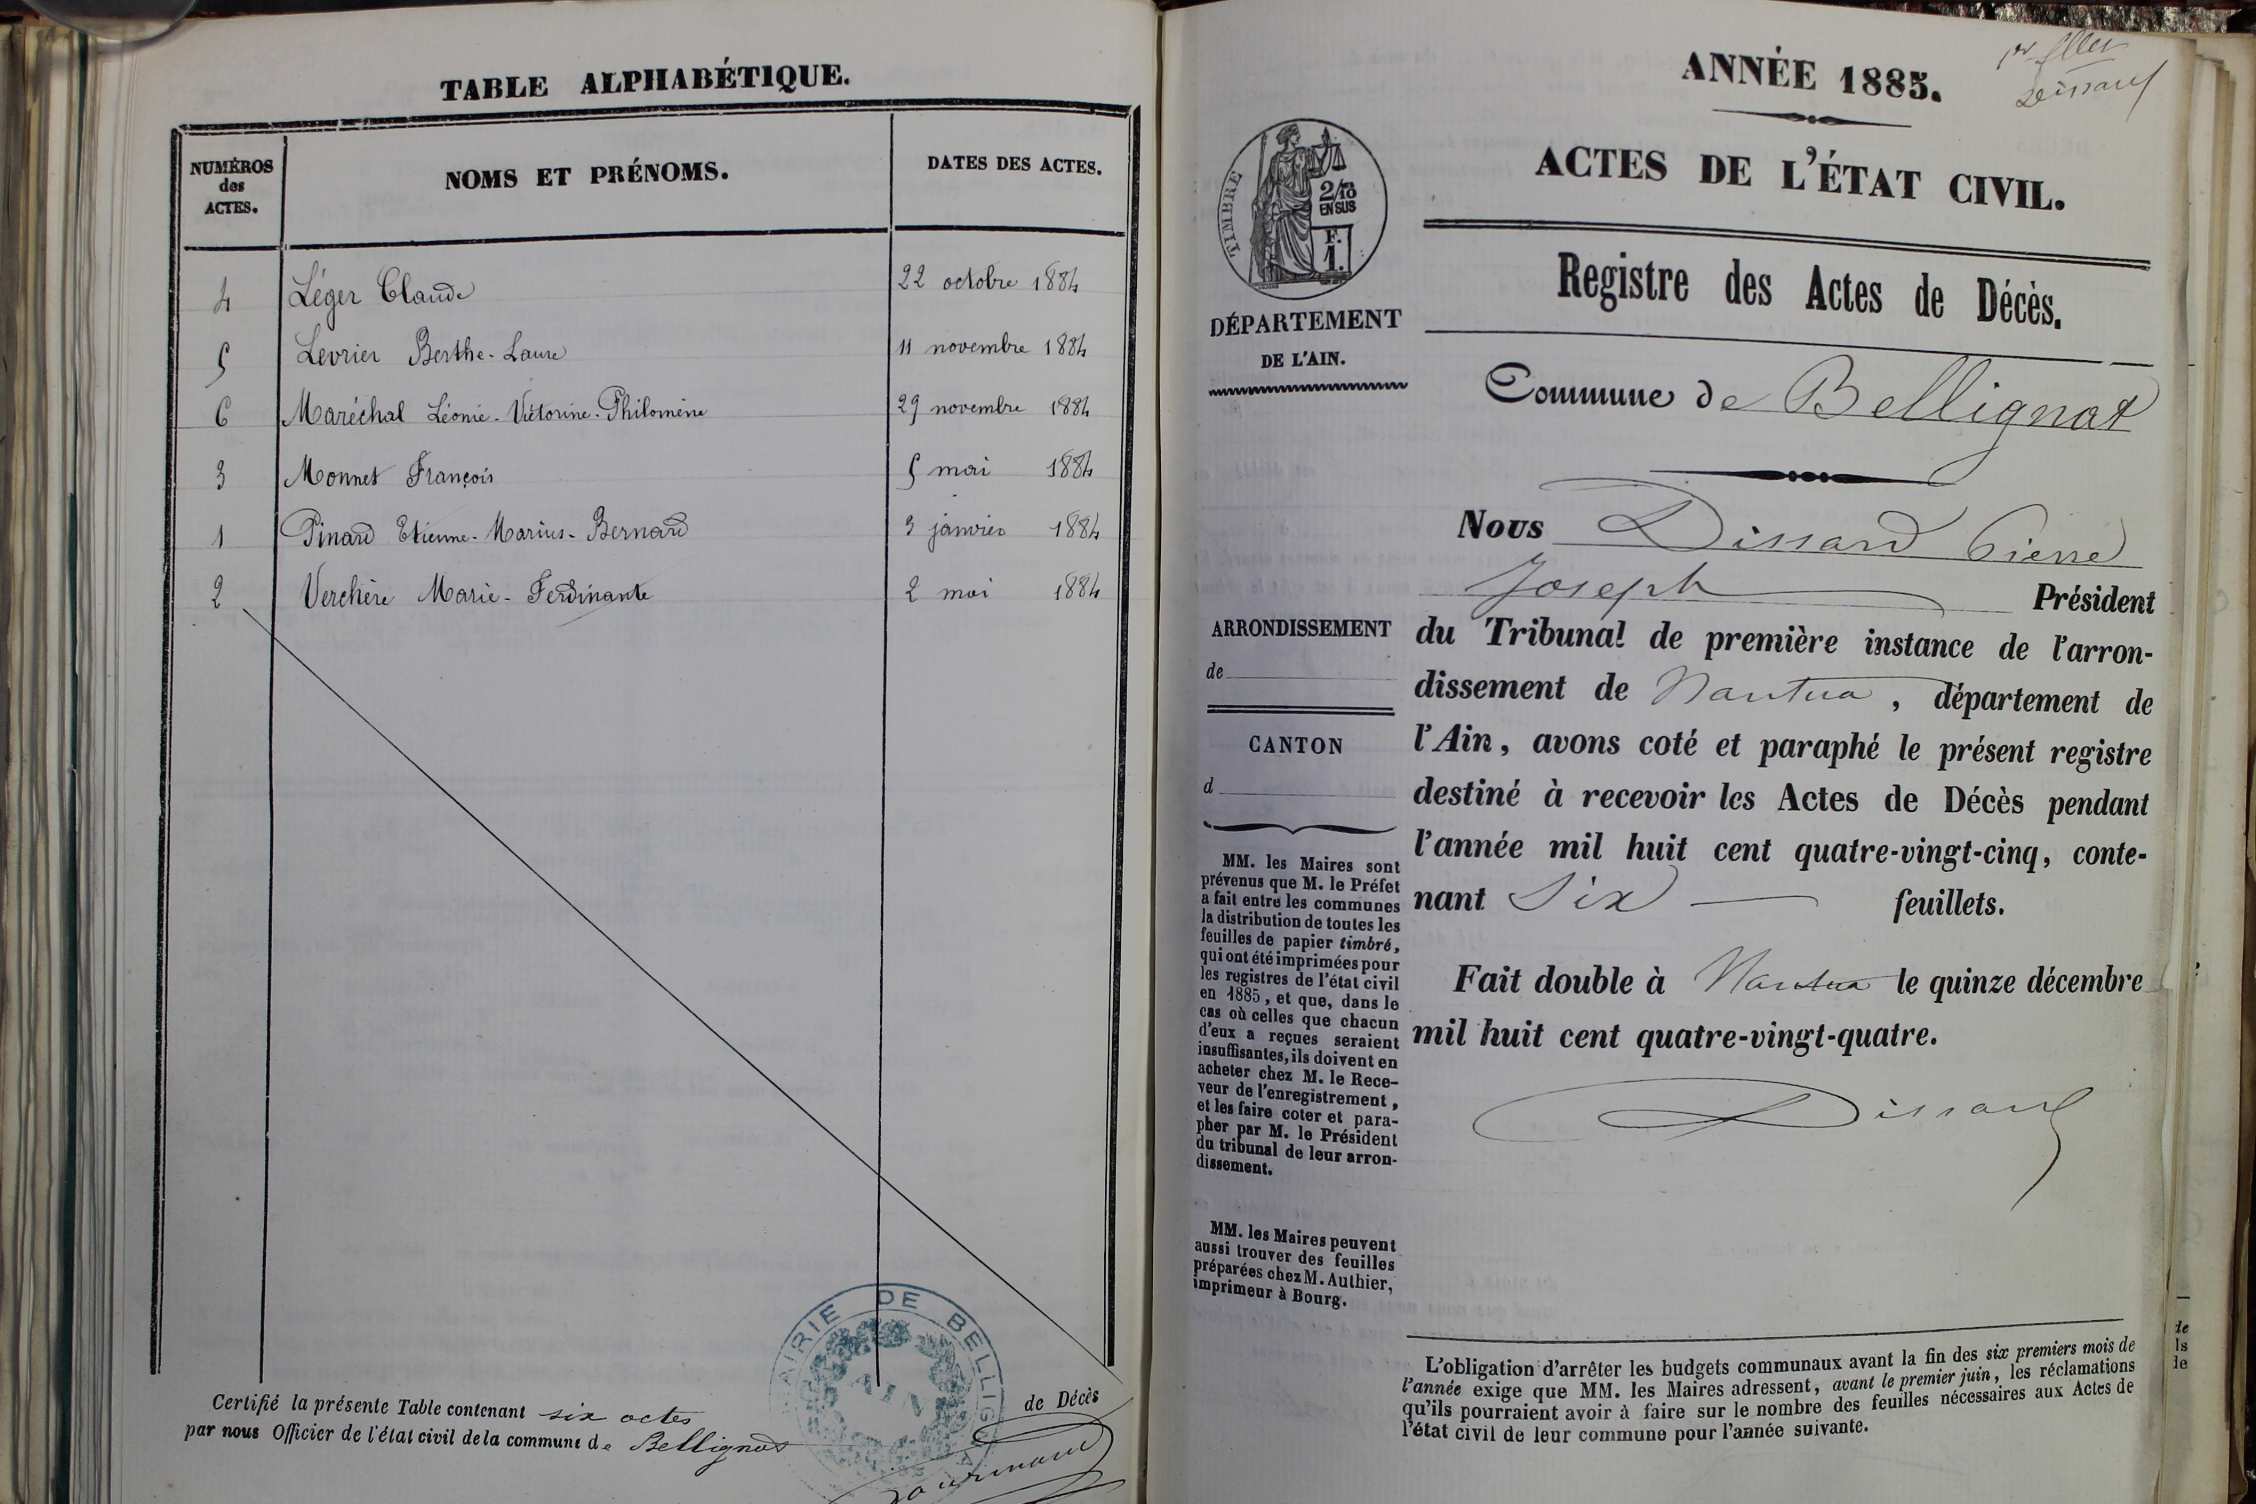 TABLE ALPHABÉTIQUE.
NUMÉROS des ACTES.
NOMS ET PRÉNOMS.
DATES DES ACTES.
4 Léger Claude 22 octobre 1884
5 Levrier Berthe-Laure 11 novembre 1884
6 Maréchal Léonie-Victorine-Philomène 29 novembre 1884
3 Monnet François 5 mai 1884
1 Pinard Etienne-Marius-Bernard 3 janvier 1884
2 Verchère Marie-Ferdinante 2 mai 1884
Certifié la présente Table contenant six actes de Décès
par nous Officier de l'état civil de la commune de Bellignat
MAIRIE DE BELLIGNAT
AIN
1er fllet
Dissard
ANNÉE 1885.
ACTES DE L'ÉTAT CIVIL.
Registre des Actes de Décès.
TIMBRE
2/10
EN SUS
F.
1.
DÉPARTEMENT
DE L'AIN.
Commune de Bellignat
Nous Dissard Pierre
Joseph Président
du Tribunal de première instance de l'arron-
dissement de Nantua, département de
l'Ain, avons coté et paraphé le présent registre
destiné à recevoir les Actes de Décès pendant
l'année mil huit cent quatre-vingt-cinq, conte-
nant six feuillets.
Fait double à Nantua le quinze décembre
mil huit cent quatre-vingt-quatre.
Dissard
ARRONDISSEMENT
de
CANTON
d
MM. les Maires sont
prévenus que M. le Préfet
a fait entre les communes
la distribution de toutes les
feuilles de papier timbré,
qui ont été imprimées pour
les registres de l'état civil
en 1885, et que, dans le
cas où celles que chacun
d'eux a reçues seraient
insuffisantes, ils doivent en
acheter chez M. le Rece-
veur de l'enregistrement,
et les faire coter et para-
pher par M. le Président
du tribunal de leur arron-
dissement.
MM. les Maires peuvent
aussi trouver des feuilles
préparées chez M. Authier,
imprimeur à Bourg.
L'obligation d'arrêter les budgets communaux avant la fin des six premiers mois de
l'année exige que MM. les Maires adressent, avant le premier juin, les réclamations
qu'ils pourraient avoir à faire sur le nombre des feuilles nécessaires aux Actes de
l'état civil de leur commune pour l'année suivante.